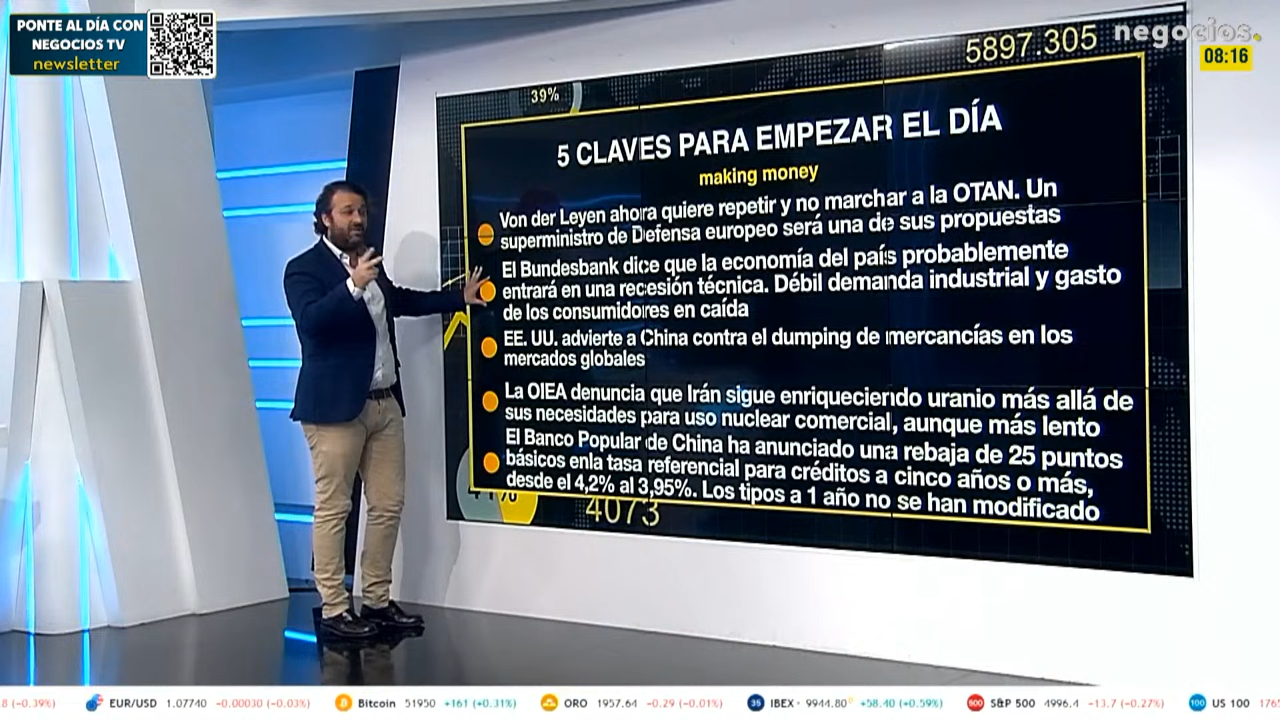 PONTE AL DÍA CON
NEGOCIOS TV
newsletter
negocios.
08:16
5897.305
39%
5 CLAVES PARA EMPEZAR EL DÍA
making money
Von der Leyen ahora quiere repetir y no marchar a la OTAN. Un
superministro de Defensa europeo será una de sus propuestas
El Bundesbank dice que la economía del país probablemente
entrará en una recesión técnica. Débil demanda industrial y gasto
de los consumidores en caída
EE. UU. advierte a China contra el dumping de mercancías en los
mercados globales
La OIEA denuncia que Irán sigue enriqueciendo uranio más allá de
sus necesidades para uso nuclear comercial, aunque más lento
El Banco Popular de China ha anunciado una rebaja de 25 puntos
básicos enla tasa referencial para créditos a cinco años o más,
desde el 4,2% al 3,95%. Los tipos a 1 año no se han modificado
4073
8 (-0.39%) EUR/USD 1.07740 -0.00030 (-0.03%) Bitcoin 51950 +161 (+0.31%) ORO 1957.64 -0.29 (-0.01%) 35 IBEX 9944.80 +58.40 (+0.59%) 500 S&P 500 4996.4 -13.7 (-0.27%) 100 US 100